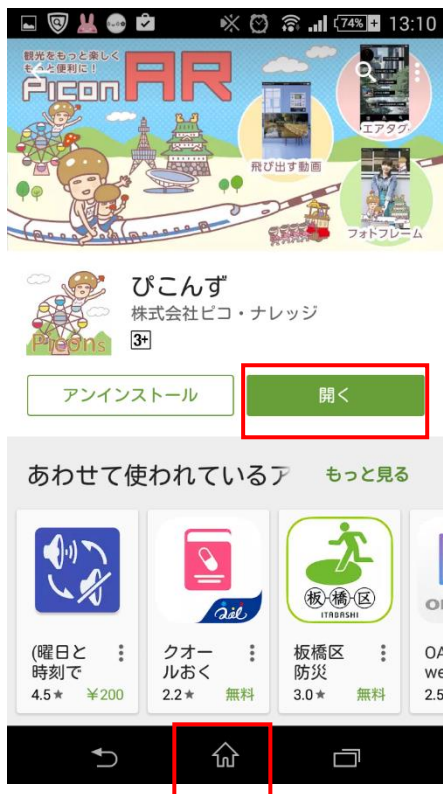 74%
13:10
観光をもっと楽しく
もっと便利に！
PiconAR
飛び出す動画
エアタグ
フォトフレーム
Picons
ぴこんず
株式会社ピコ・ナレッジ
3+
アンインストール
開く
あわせて使われているア
もっと見る
(曜日と
時刻で
4.5★ ¥200
クオー
ルおく
2.2★ 無料
板・橋・区
ITABASHI
板橋区
防災
3.0★ 無料
OA
we
2.5